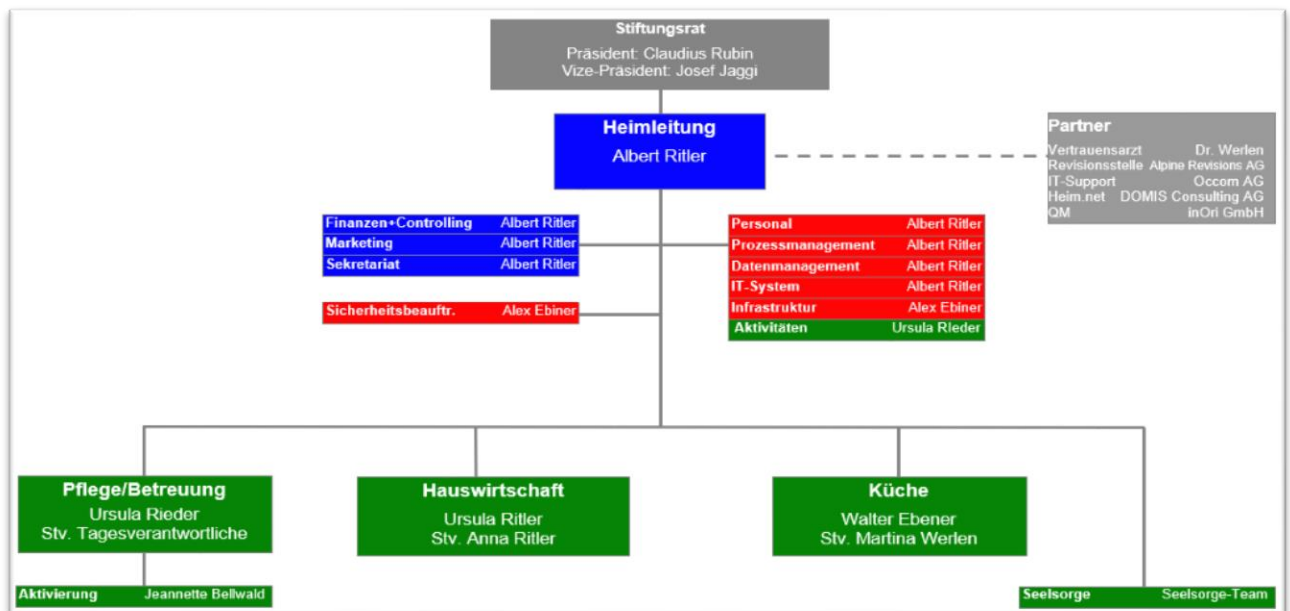 Stiftungsrat
Präsident: Claudius Rubin
Vize-Präsident: Josef Jaggi
Heimleitung
Albert Ritler
Partner
Vertrauensarzt Dr. Werlen
Revisionsstelle Alpine Revisions AG
IT-Support Occom AG
Heim.net DOMIS Consulting AG
QM inOri GmbH
Finanzen+Controlling Albert Ritler
Marketing Albert Ritler
Sekretariat Albert Ritler
Sicherheitsbeauftr. Alex Ebiner
Personal Albert Ritler
Prozessmanagement Albert Ritler
Datenmanagement Albert Ritler
IT-System Albert Ritler
Infrastruktur Alex Ebiner
Aktivitäten Ursula Rieder
Pflege/Betreuung
Ursula Rieder
Stv. Tagesverantwortliche
Aktivierung Jeannette Bellwald
Hauswirtschaft
Ursula Ritler
Stv. Anna Ritler
Küche
Walter Ebener
Stv. Martina Werlen
Seelsorge Seelsorge-Team